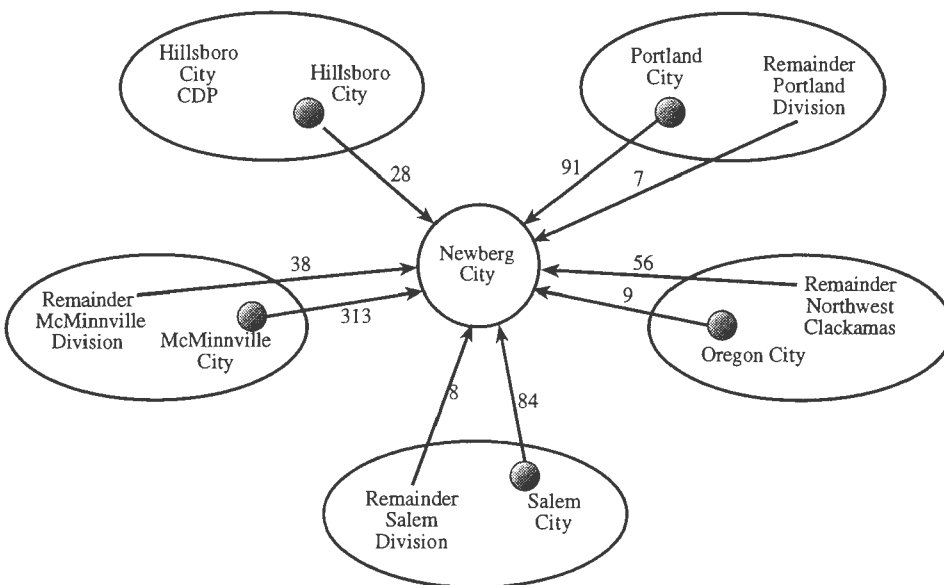 Hillsboro
City
CDP
Hillsboro
City
Portland
City
Remainder
Portland
Division
28
91
7
Newberg
City
38
313
Remainder
McMinnville
Division
McMinnville
City
56
9
Remainder
Northwest
Clackamas
Oregon City
8
84
Remainder
Salem
Division
Salem
City